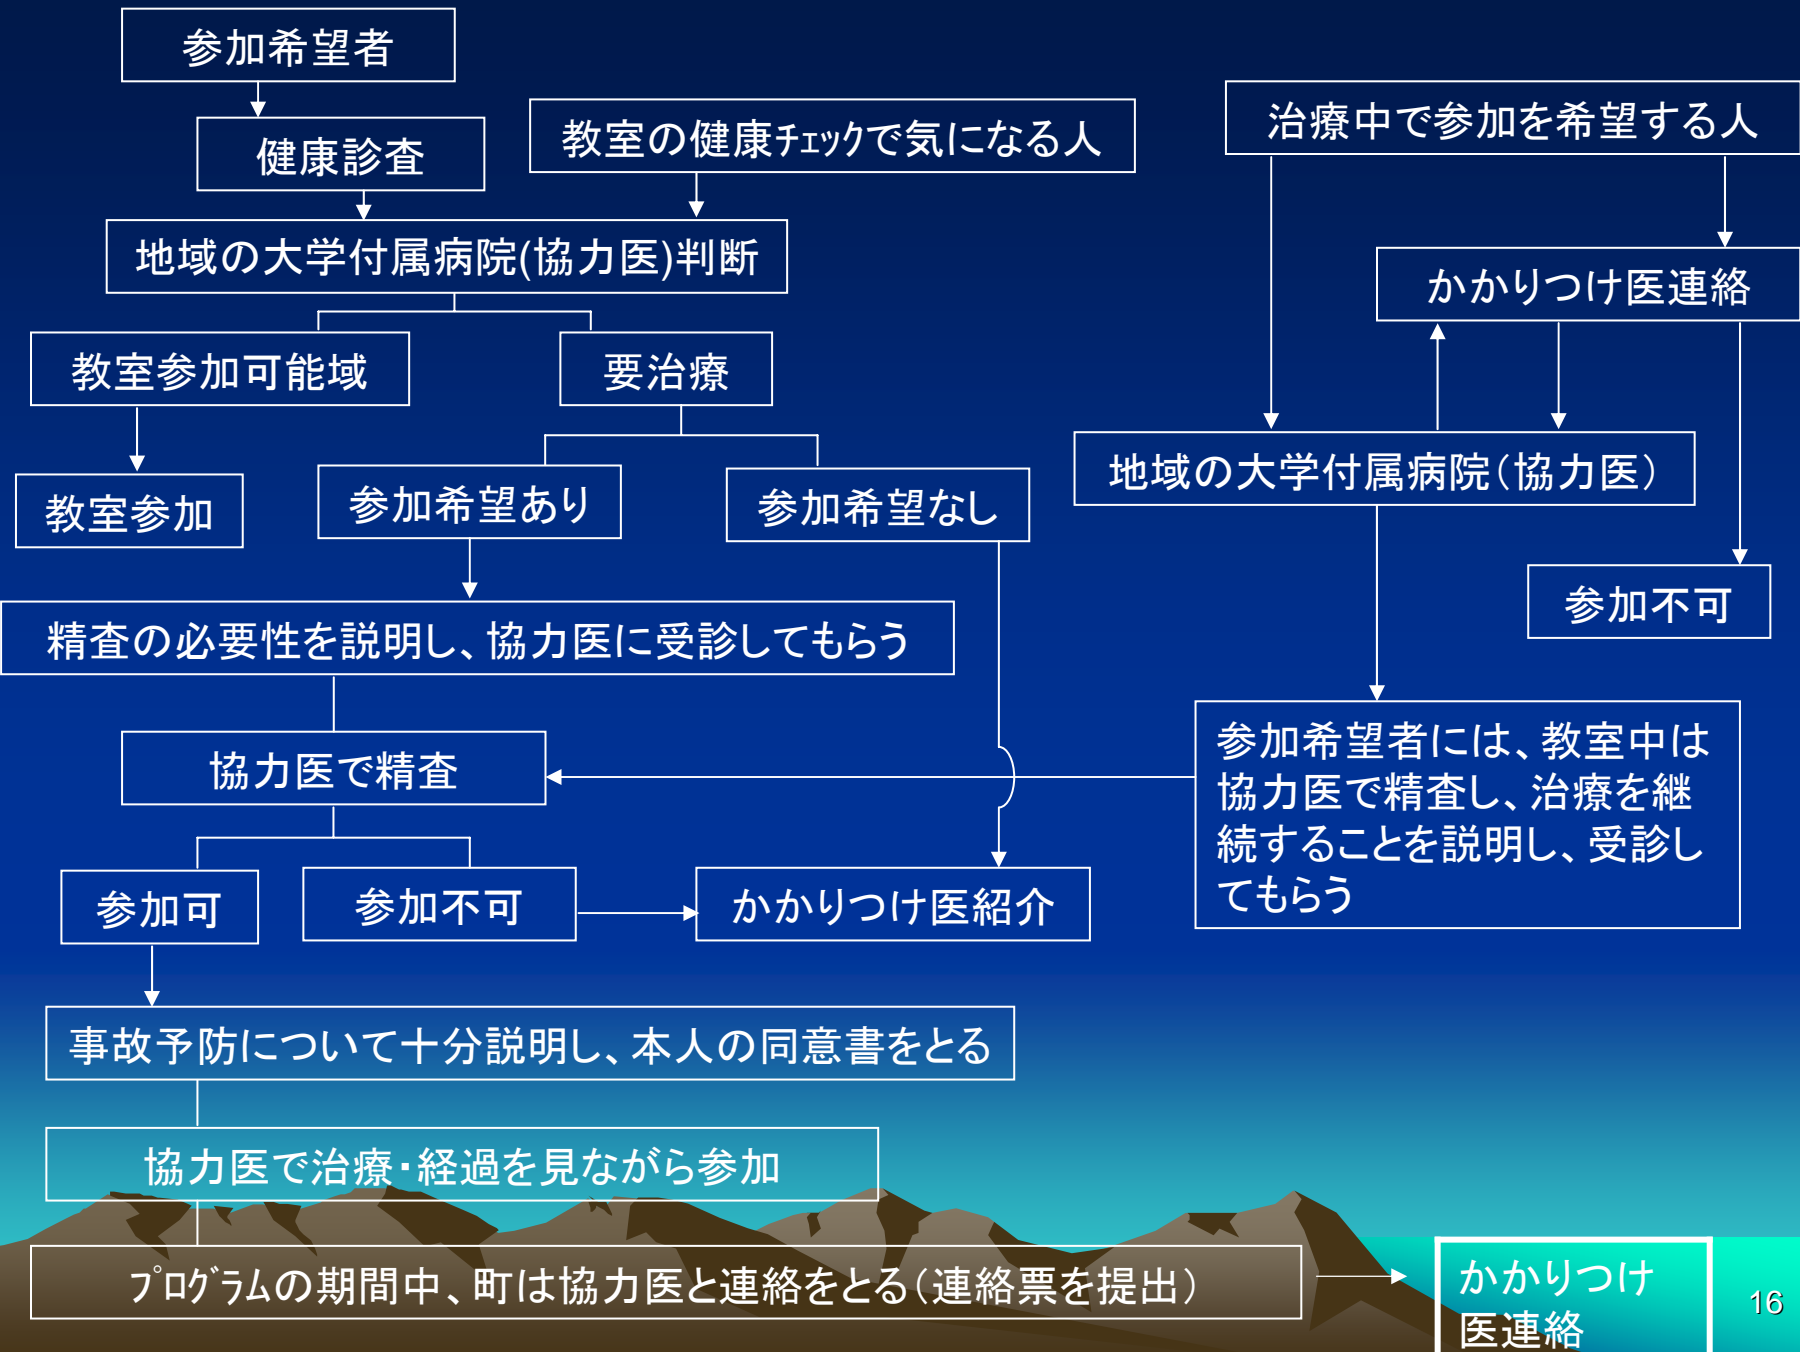 参加希望者
健康診査
教室の健康ﾁｪｯｸで気になる人
治療中で参加を希望する人
地域の大学付属病院(協力医)判断
かかりつけ医連絡
教室参加可能域
要治療
地域の大学付属病院（協力医）
教室参加
参加希望あり
参加希望なし
参加不可
精査の必要性を説明し、協力医に受診してもらう
協力医で精査
参加希望者には、教室中は
協力医で精査し、治療を継
続することを説明し、受診し
てもらう
参加可
参加不可
かかりつけ医紹介
事故予防について十分説明し、本人の同意書をとる
協力医で治療・経過を見ながら参加
ﾌﾟﾛｸﾞﾗﾑの期間中、町は協力医と連絡をとる（連絡票を提出）
かかりつけ
医連絡
16